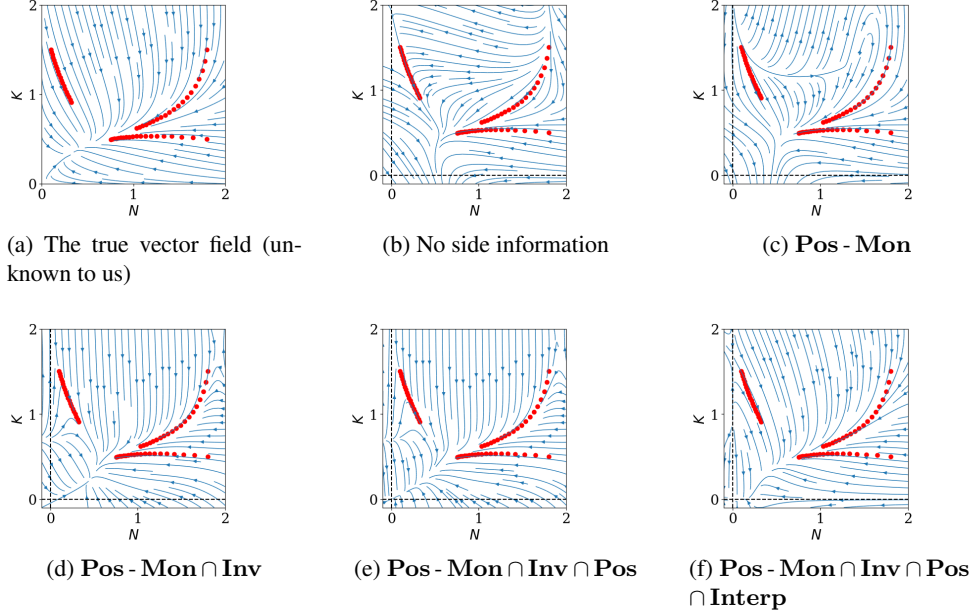 2
K
1
0
0
1
2
N
(a) The true vector field (un-
known to us)
2
K
1
0
0
1
2
N
(b) No side information
2
K
1
0
0
1
2
N
(c) Pos - Mon
2
K
1
0
0
1
2
N
(d) Pos - Mon ∩ Inv
2
K
1
0
0
1
2
N
(e) Pos - Mon ∩ Inv ∩ Pos
2
K
1
0
0
1
2
N
(f) Pos - Mon ∩ Inv ∩ Pos
∩ Interp